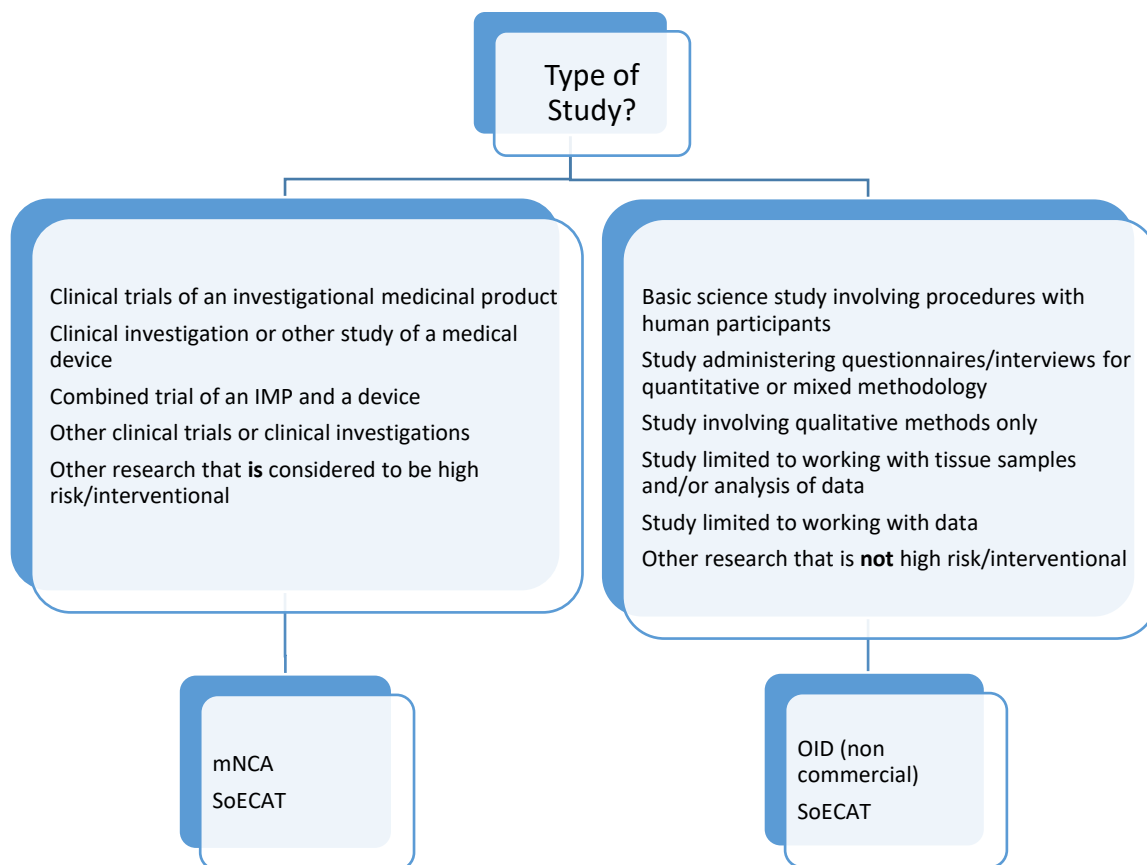 Type of
Study?
Clinical trials of an investigational medicinal product
Clinical investigation or other study of a medical
device
Combined trial of an IMP and a device
Other clinical trials or clinical investigations
Other research that is considered to be high
risk/interventional
Basic science study involving procedures with
human participants
Study administering questionnaires/interviews for
quantitative or mixed methodology
Study involving qualitative methods only
Study limited to working with tissue samples
and/or analysis of data
Study limited to working with data
Other research that is not high risk/interventional
mNCA
SoECAT
OID (non
commercial)
SoECAT